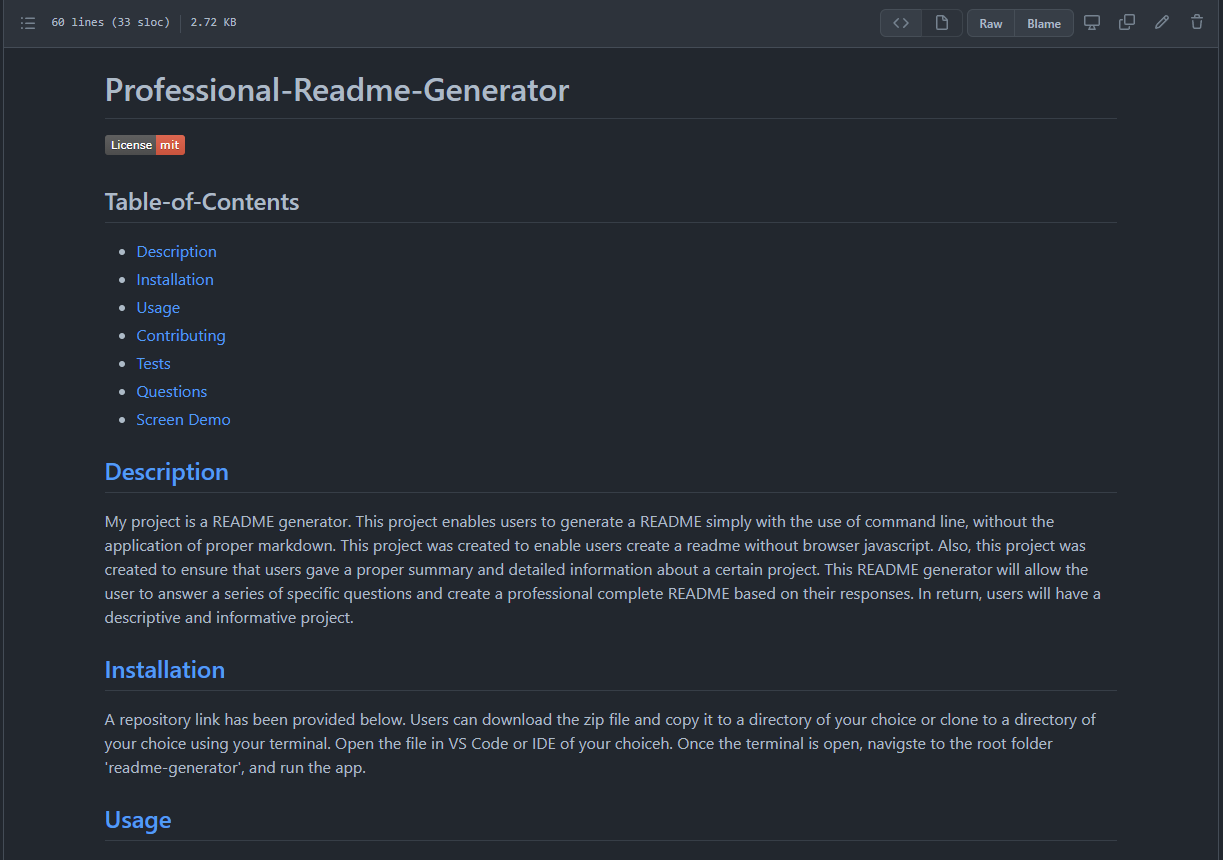 60 lines (33 sloc) 2.72 KB
Raw Blame
Professional-Readme-Generator
License mit
Table-of-Contents
Description
Installation
Usage
Contributing
Tests
Questions
Screen Demo
Description
My project is a README generator. This project enables users to generate a README simply with the use of command line, without the
application of proper markdown. This project was created to enable users create a readme without browser javascript. Also, this project was
created to ensure that users gave a proper summary and detailed information about a certain project. This README generator will allow the
user to answer a series of specific questions and create a professional complete README based on their responses. In return, users will have a
descriptive and informative project.
Installation
A repository link has been provided below. Users can download the zip file and copy it to a directory of your choice or clone to a directory of
your choice using your terminal. Open the file in VS Code or IDE of your choiceh. Once the terminal is open, navigste to the root folder
'readme-generator', and run the app.
Usage